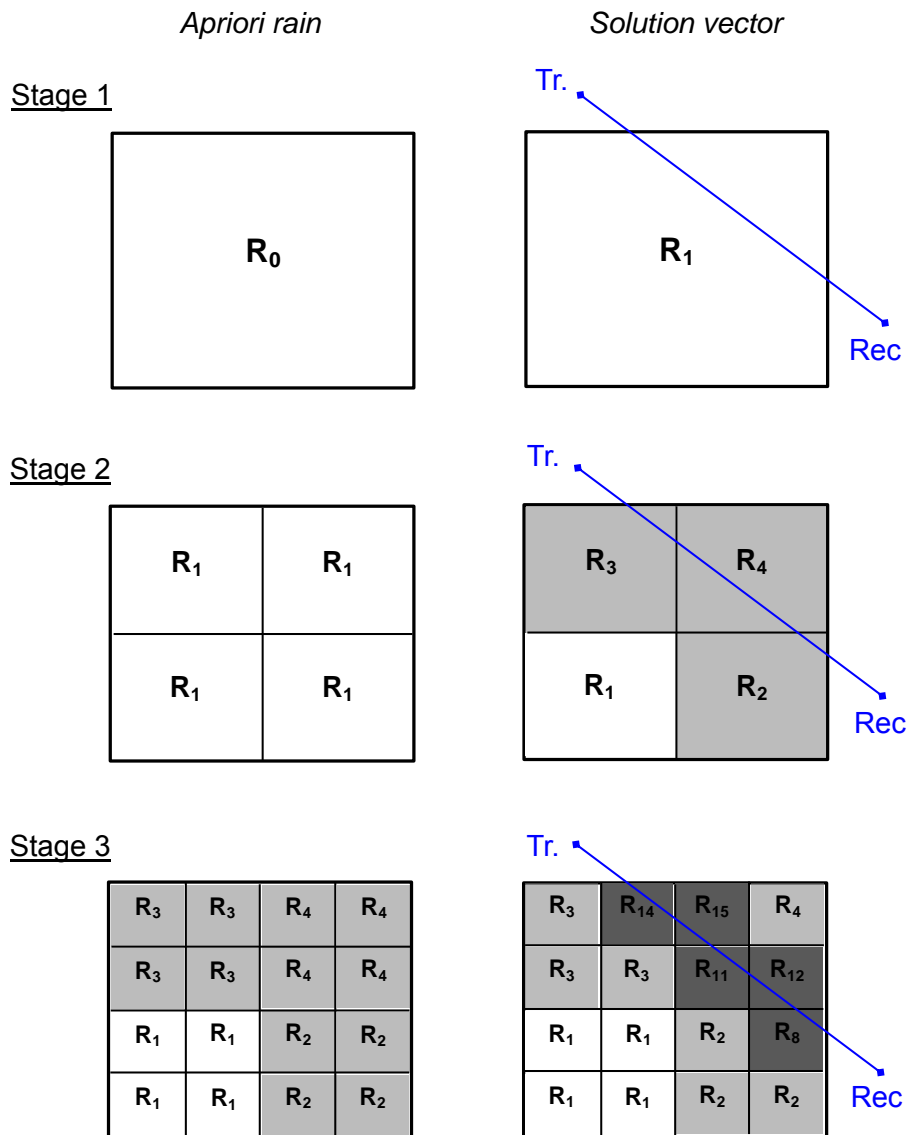 Apriori rain Solution vector
Stage 1
Tr.
R₀ R₁
Rec
Stage 2
Tr.
R₁ R₁ R₃ R₄
R₁ R₁ R₁ R₂
Rec
Stage 3
Tr.
R₃ R₃ R₄ R₄ R₃ R₁₄ R₁₅ R₄
R₃ R₃ R₄ R₄ R₃ R₃ R₁₁ R₁₂
R₁ R₁ R₂ R₂ R₁ R₁ R₂ R₈
R₁ R₁ R₂ R₂ R₁ R₁ R₂ R₂
Rec